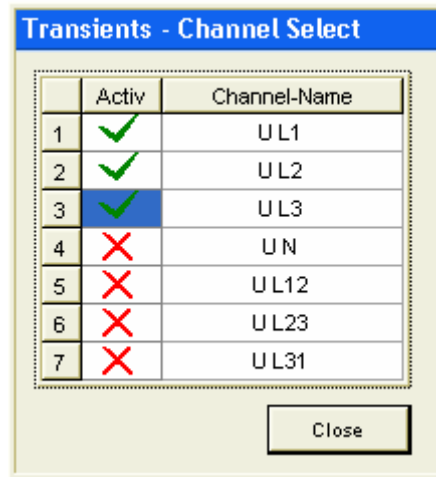 Transients - Channel Select
Activ Channel-Name
1 U L1
2 U L2
3 U L3
4 U N
5 U L12
6 U L23
7 U L31
Close